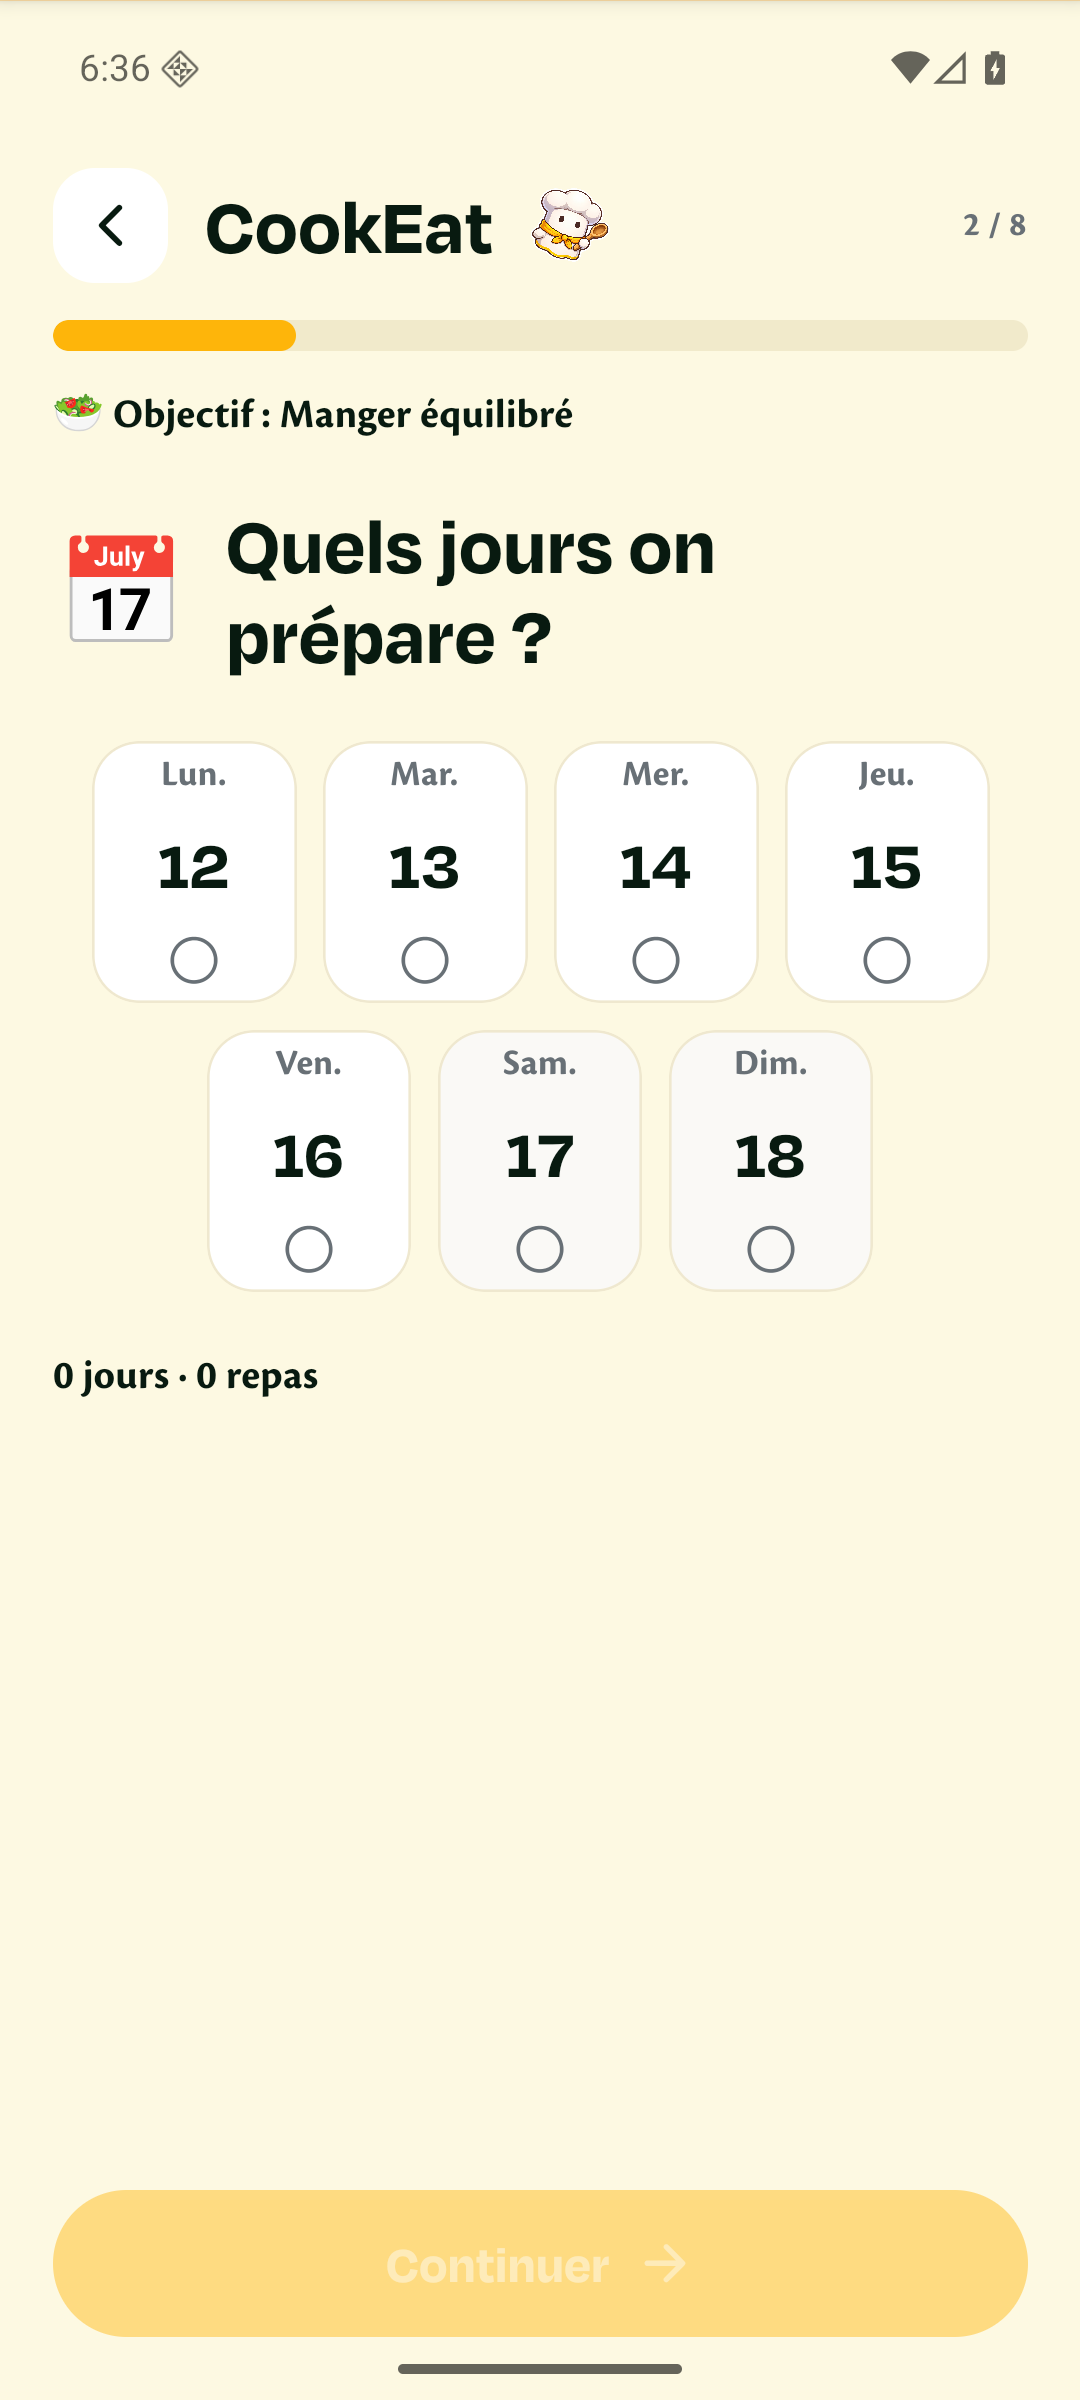 6:36
CookEat
2 / 8
Objectif : Manger équilibré
July
17
Quels jours on
prépare ?
Lun. Mar. Mer. Jeu.
12 13 14 15
Ven. Sam. Dim.
16 17 18
0 jours · 0 repas
Continuer →